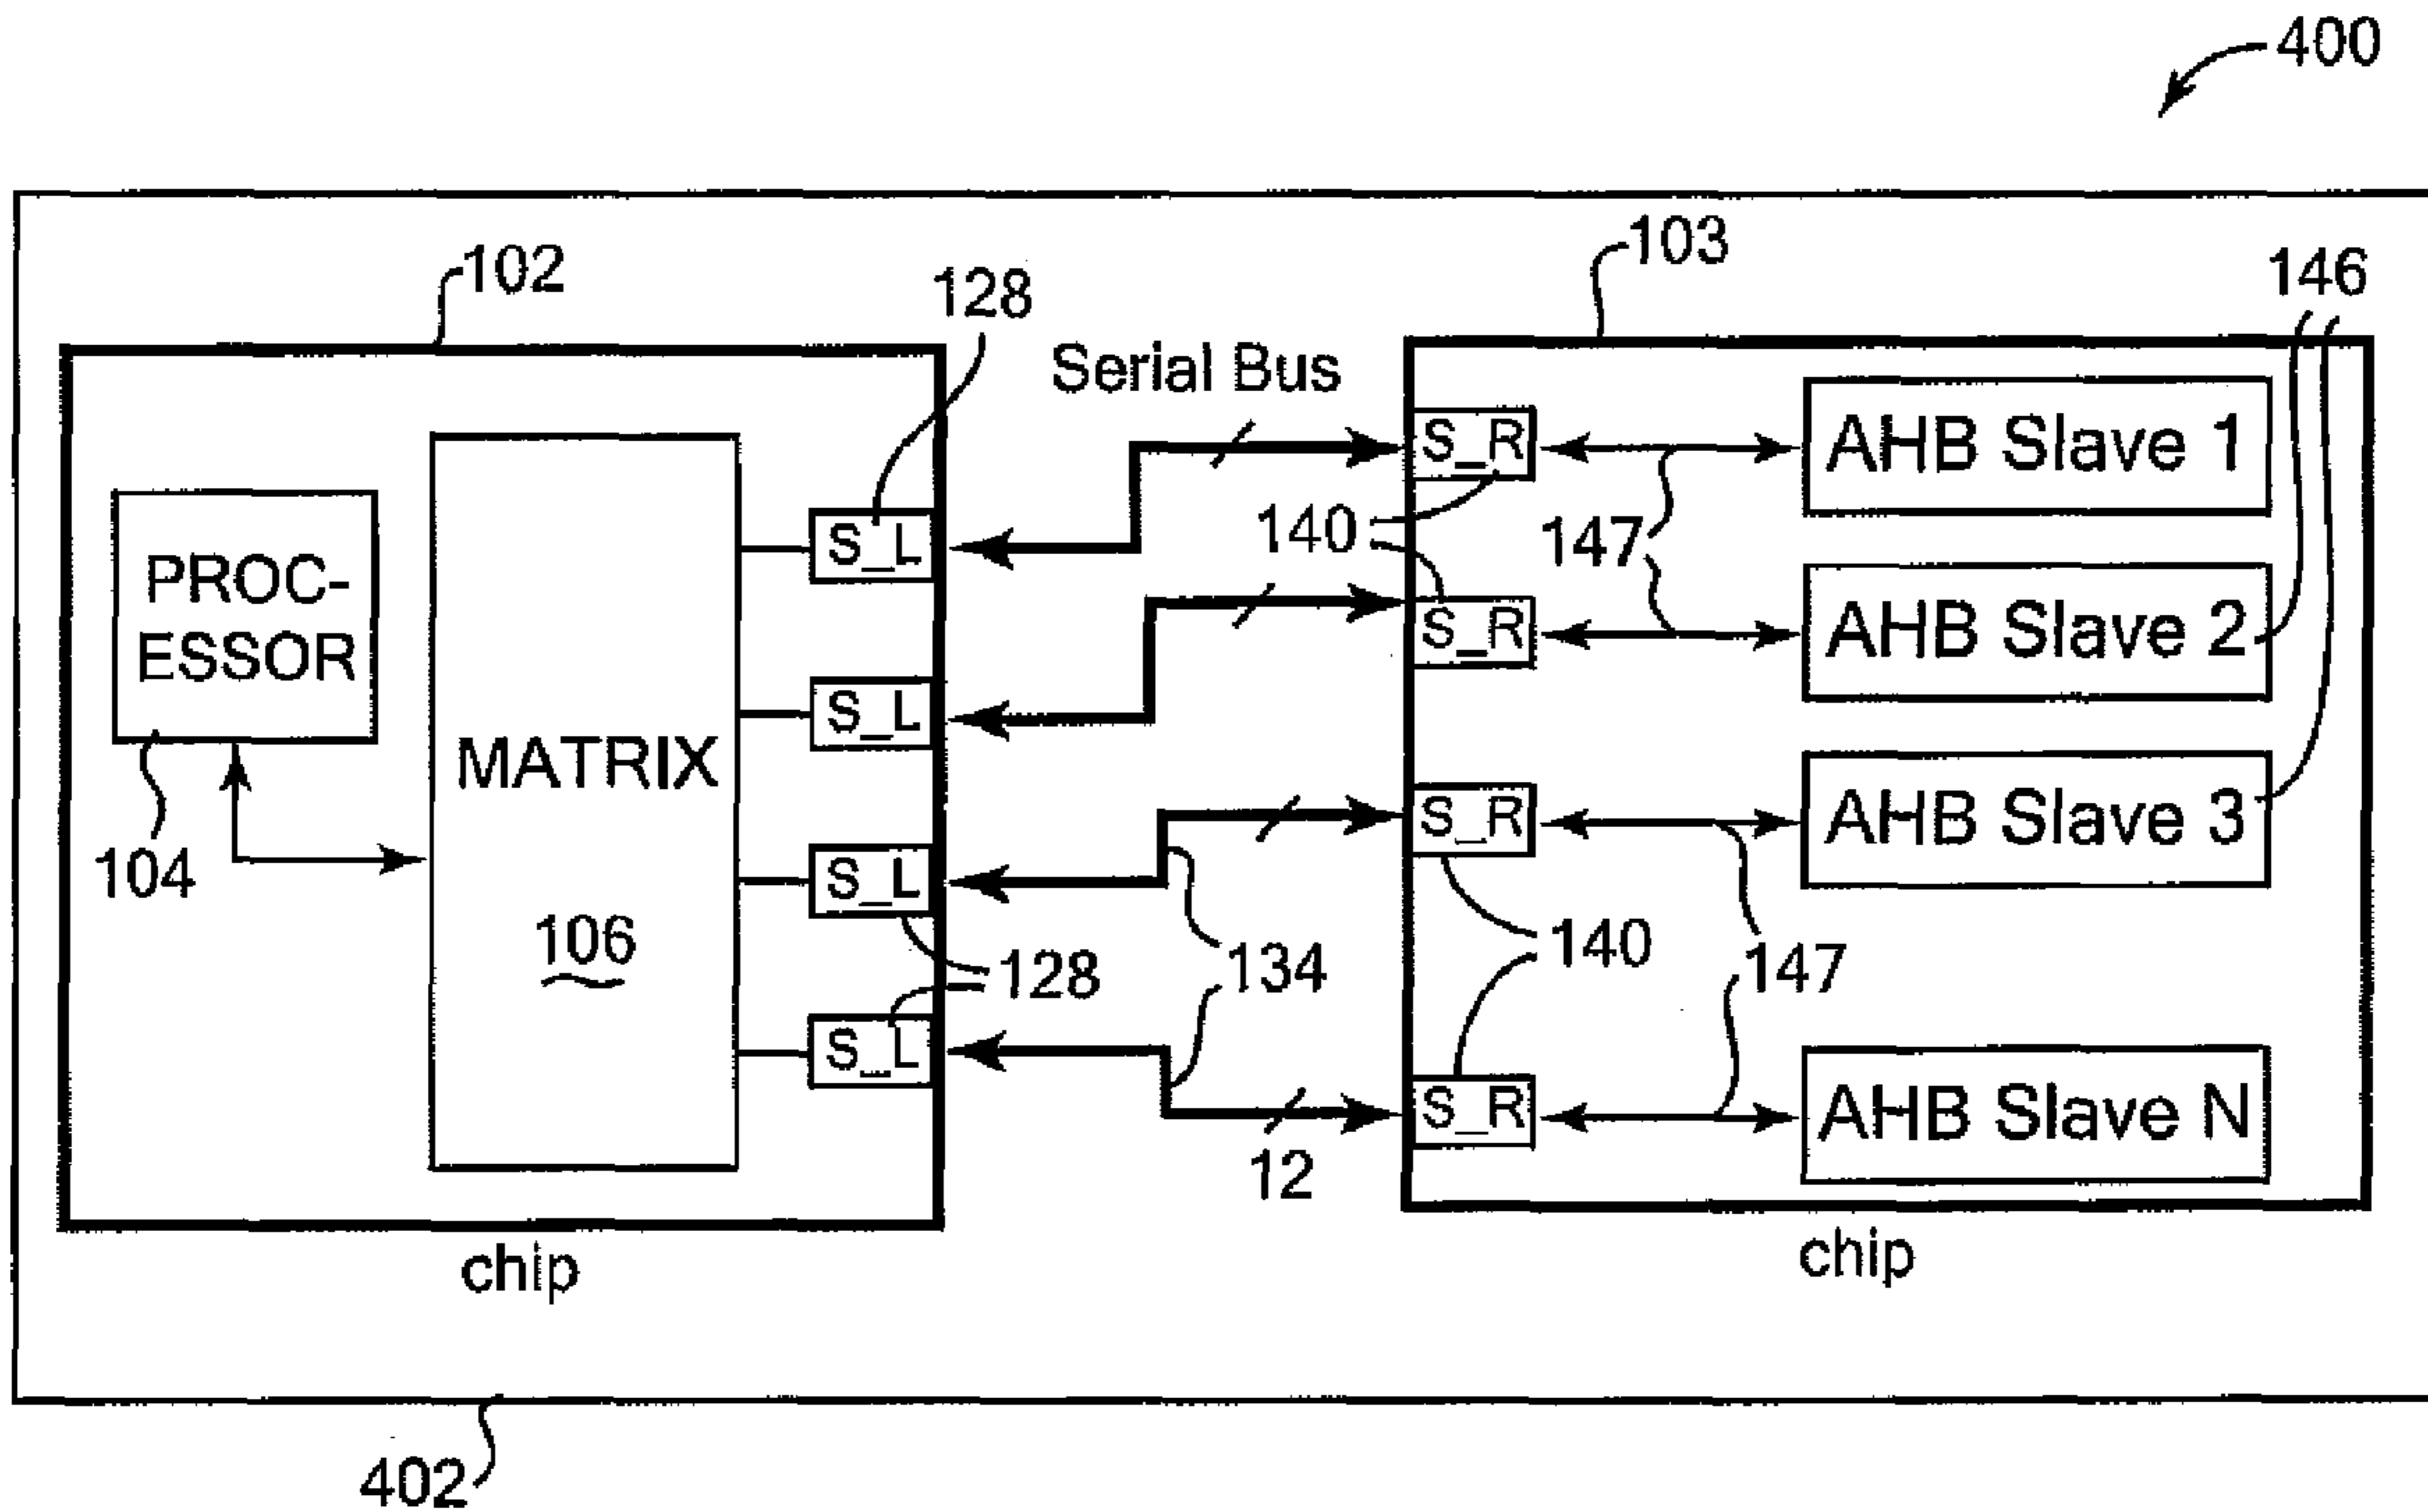 400
102
128
103
146
Serial Bus
S_R
AHB Slave 1
140
147
S_L
PROC-
ESSOR
S_R
AHB Slave 2
S_L
MATRIX
S_R
AHB Slave 3
104
S_L
106
128
134
140
147
S_L
S_R
AHB Slave N
12
chip
chip
402